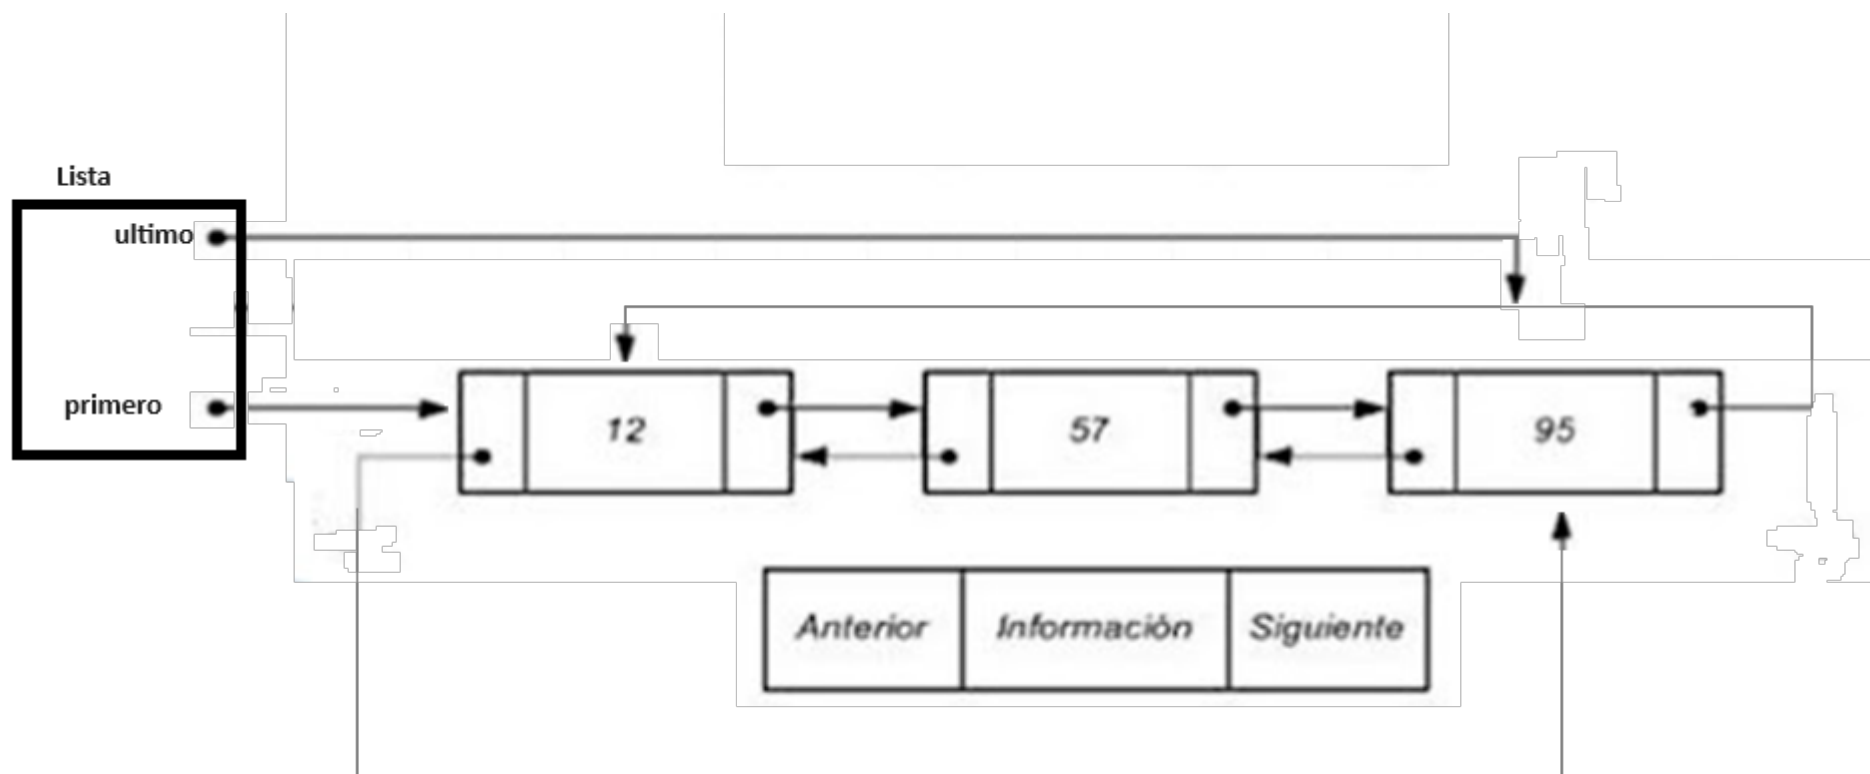 Lista
ultimo
primero
12
57
95
Anterior
Información
Siguiente